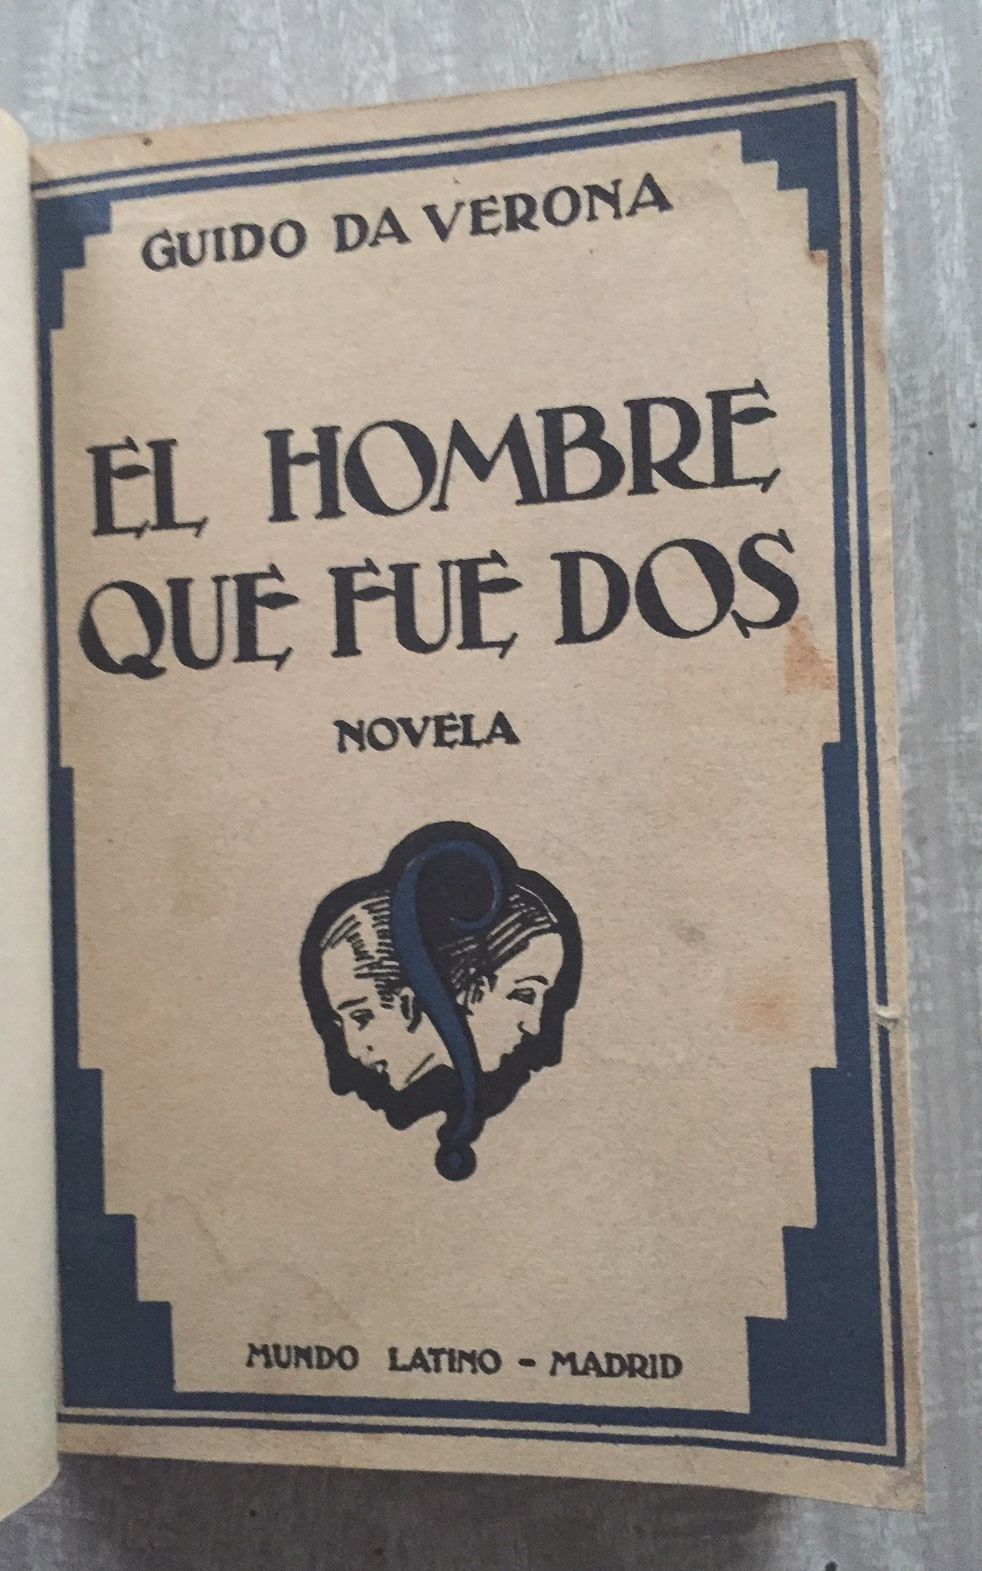 GUIDO DA VERONA
EL HOMBRE
QUE FUE DOS
NOVELA
MUNDO LATINO - MADRID